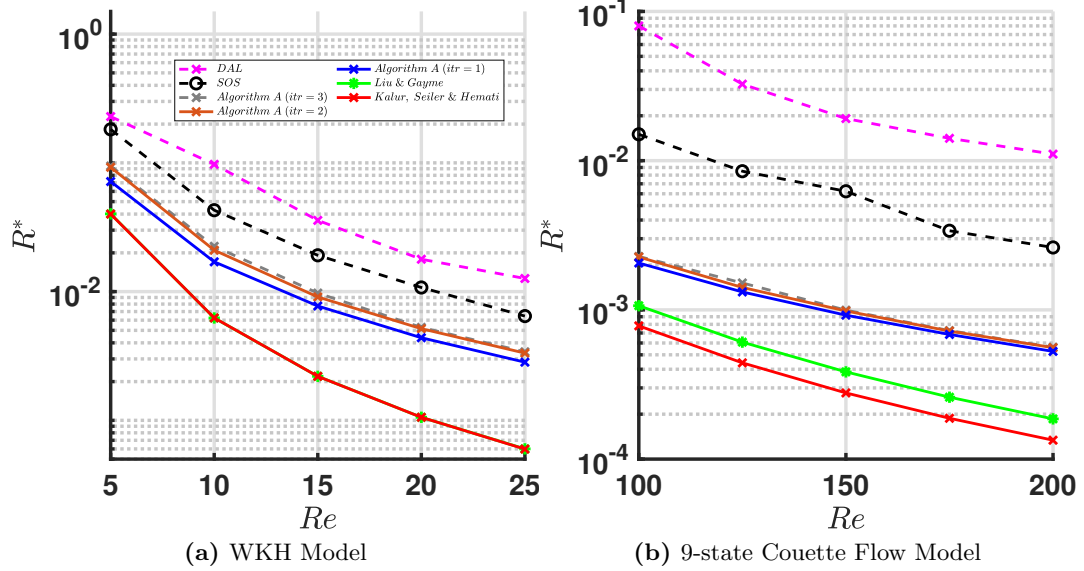 10^0
10^-2
R*
5 10 15 20 25
Re
DAL
SOS
Algorithm A (itr = 3)
Algorithm A (itr = 2)
Algorithm A (itr = 1)
Liu & Gayme
Kalur, Seiler & Hemati
(a) WKH Model
10^-1
10^-2
10^-3
10^-4
R*
100 150 200
Re
(b) 9-state Couette Flow Model